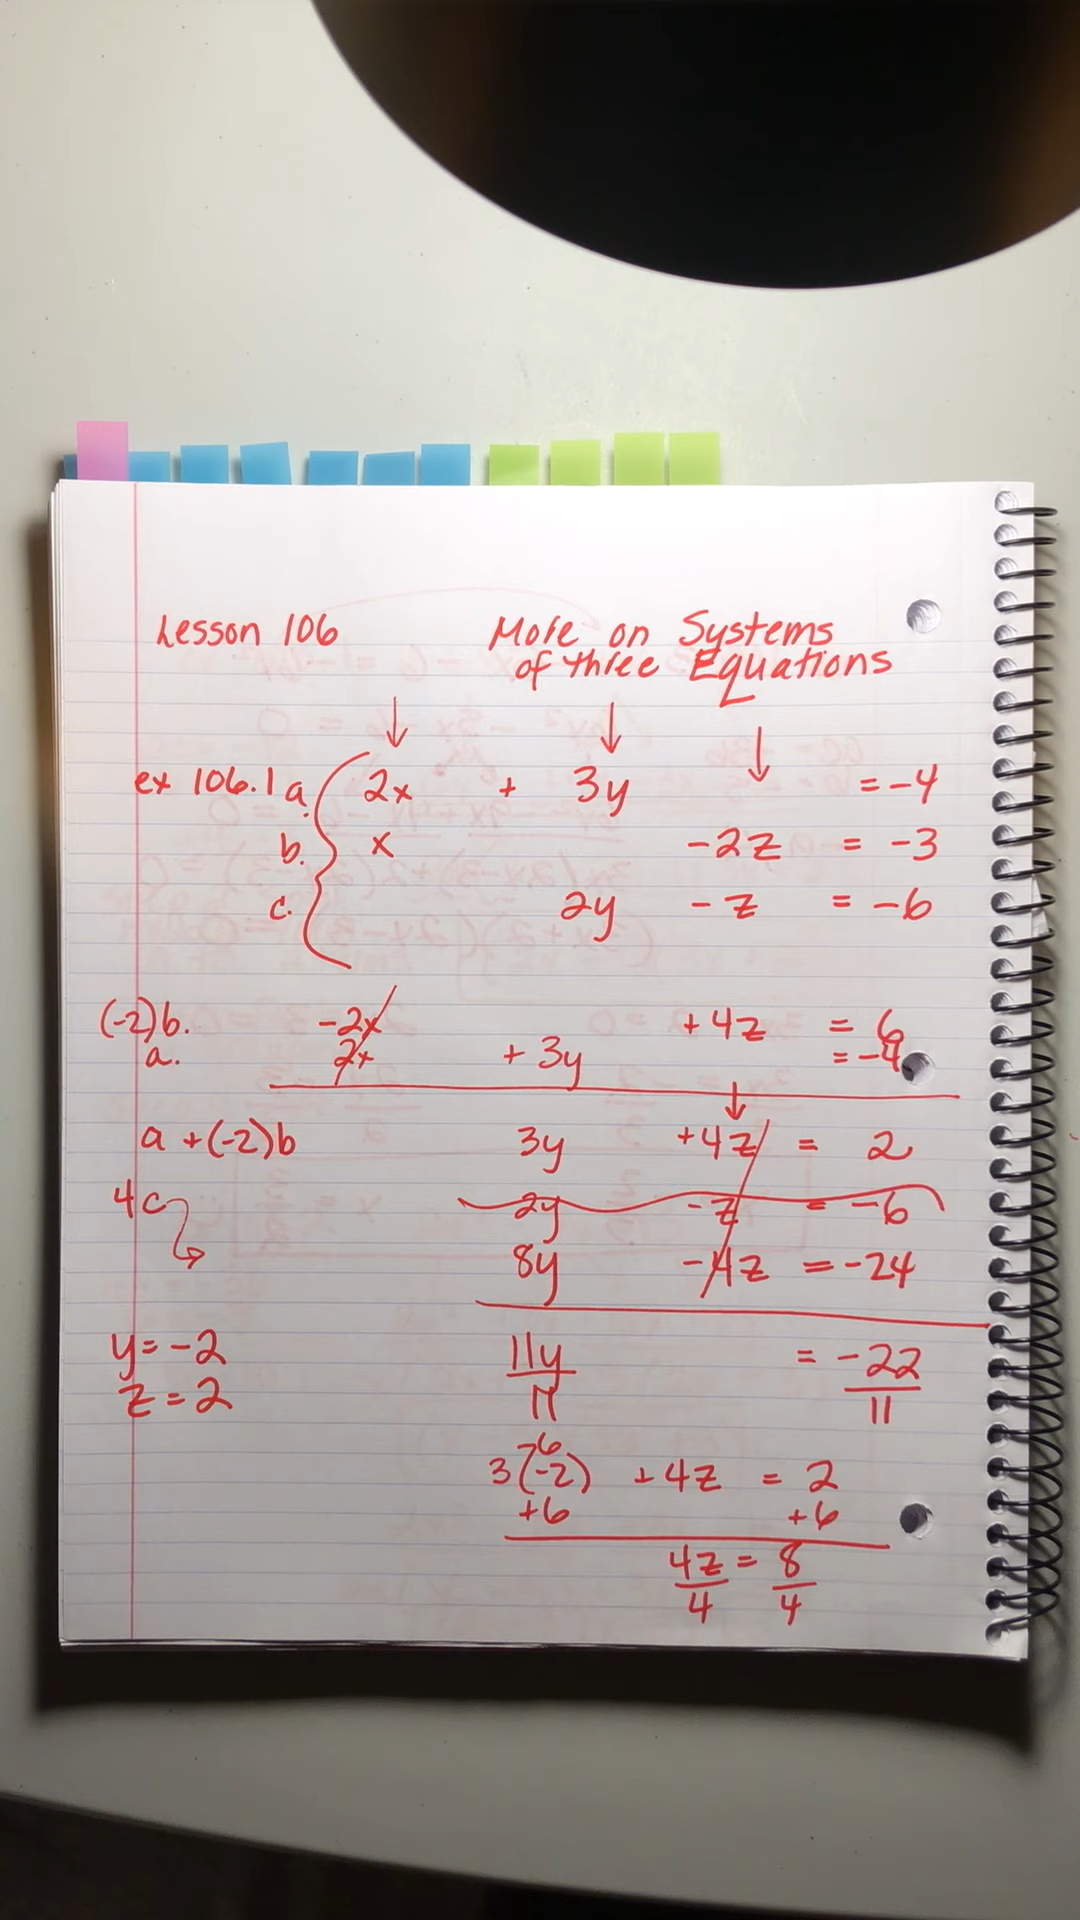 Lesson 106 More on Systems
of three Equations
ex 106.1 a. 2x + 3y = -4
b. x -2z = -3
c. 2y - z = -6
(-2)b. -2x +4z = 6
a. 2x + 3y = -4
a + (-2)b 3y +4z = 2
4c 2y -z = -6
8y -4z = -24
y = -2 11y = -22
z = 2 11 11
-6
3(-2) +4z = 2
+6 +6
4z = 8
4 4